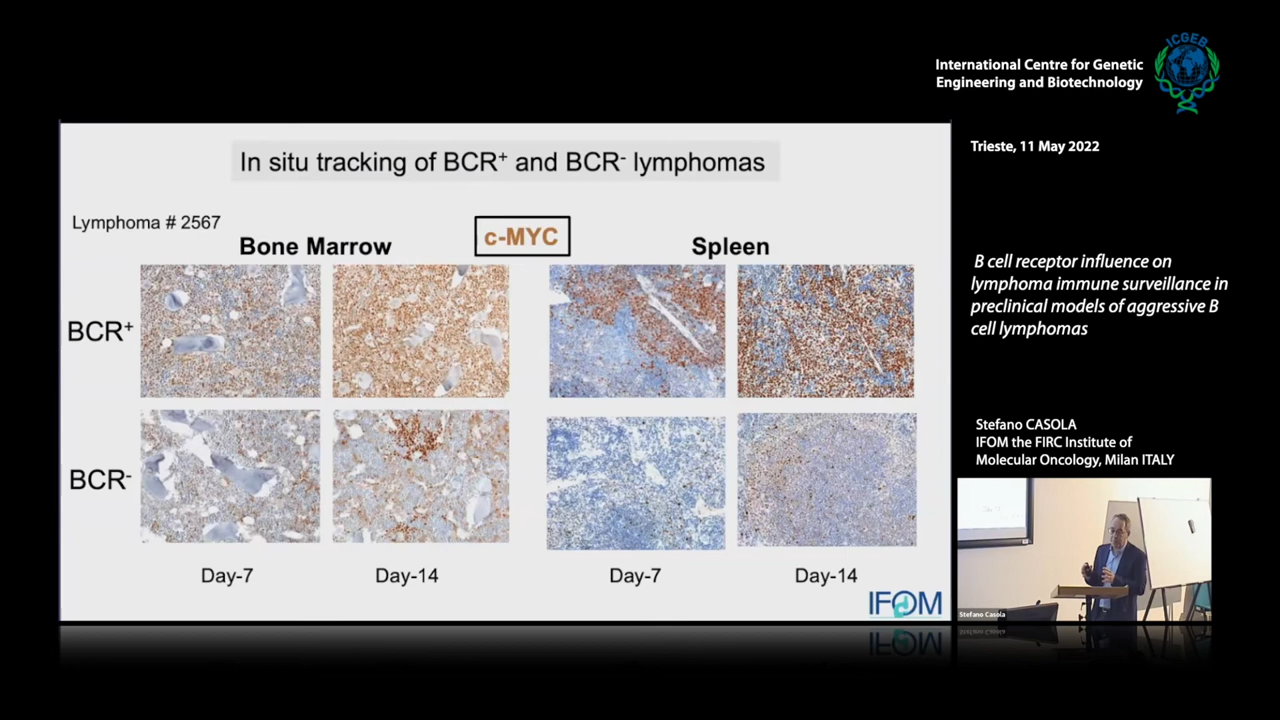 ICGEB
International Centre for Genetic
Engineering and Biotechnology
Trieste, 11 May 2022
In situ tracking of BCR+ and BCR- lymphomas
Lymphoma # 2567
c-MYC
Bone Marrow
Spleen
BCR+
BCR-
Day-7
Day-14
Day-7
Day-14
IFOM
B cell receptor influence on
lymphoma immune surveillance in
preclinical models of aggressive B
cell lymphomas
Stefano CASOLA
IFOM the FIRC Institute of
Molecular Oncology, Milan ITALY
Stefano Casola